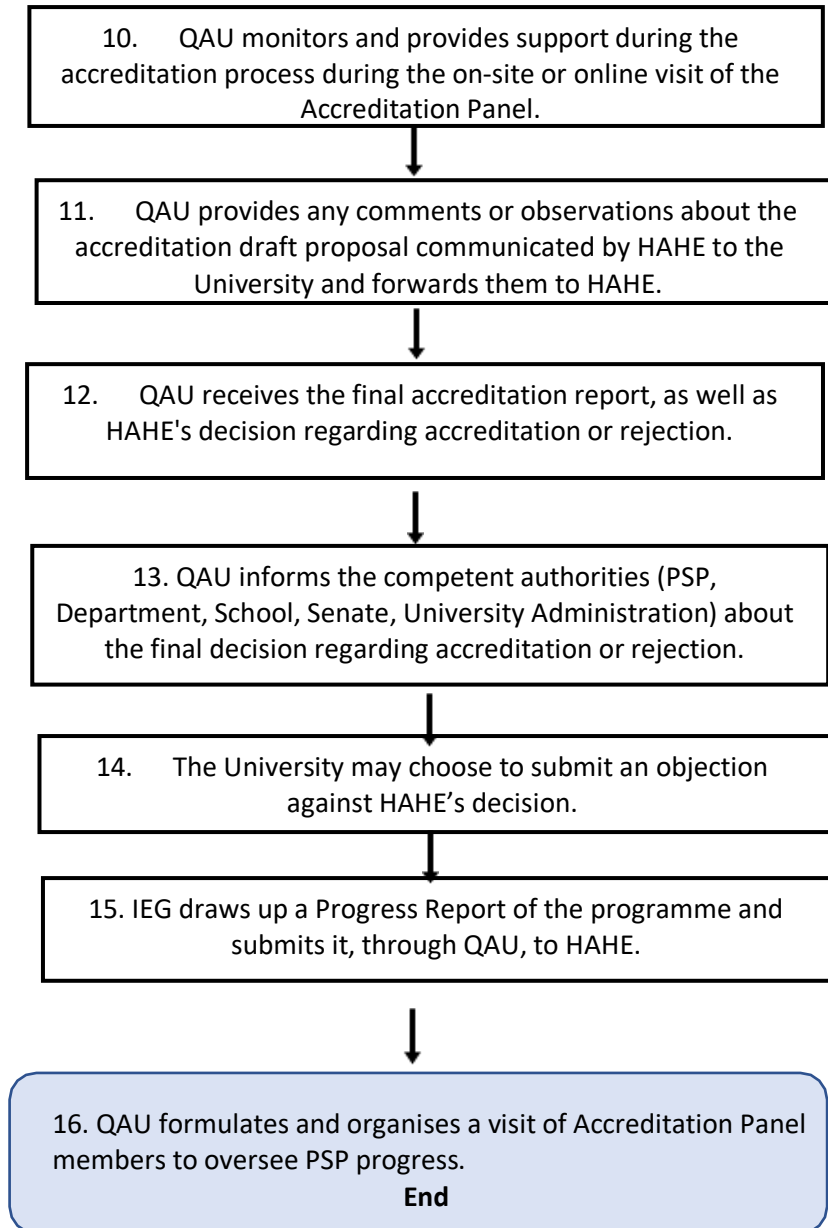 10. QAU monitors and provides support during the
accreditation process during the on-site or online visit of the
Accreditation Panel.
11. QAU provides any comments or observations about the
accreditation draft proposal communicated by HAHE to the
University and forwards them to HAHE.
12. QAU receives the final accreditation report, as well as
HAHE's decision regarding accreditation or rejection.
13. QAU informs the competent authorities (PSP,
Department, School, Senate, University Administration) about
the final decision regarding accreditation or rejection.
14. The University may choose to submit an objection
against HAHE’s decision.
15. IEG draws up a Progress Report of the programme and
submits it, through QAU, to HAHE.
16. QAU formulates and organises a visit of Accreditation Panel
members to oversee PSP progress.
End